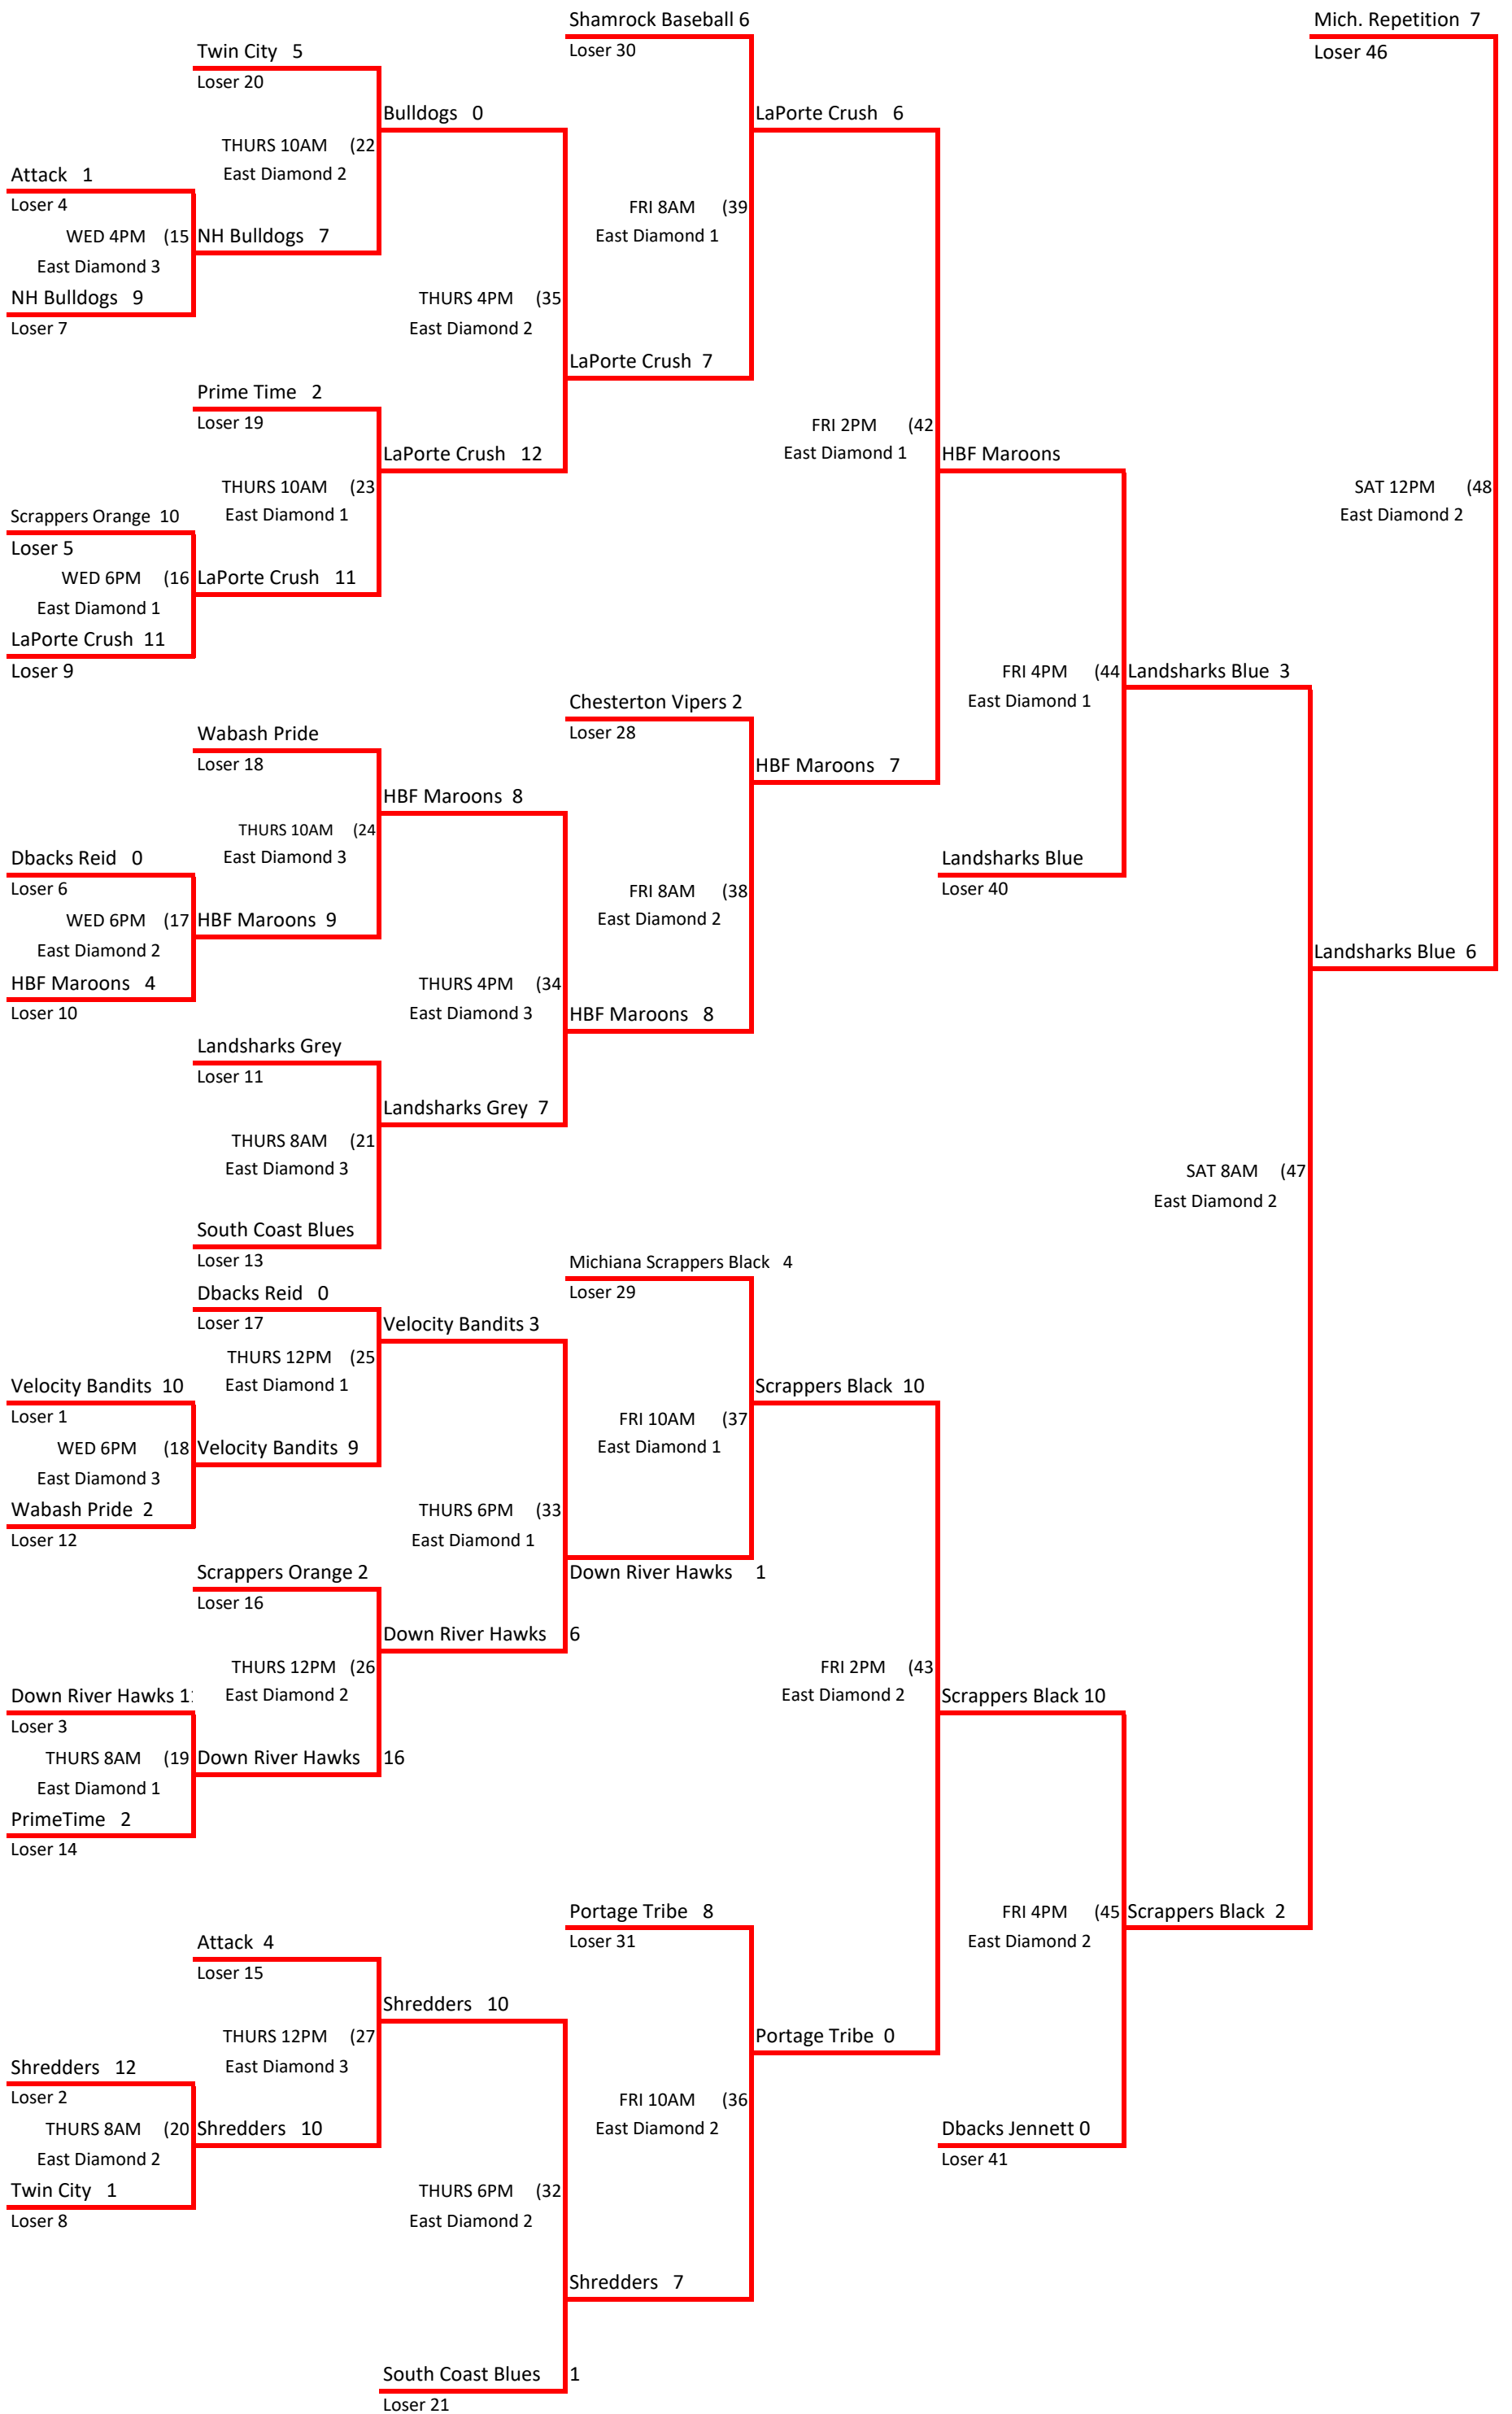 Shamrock Baseball 6
Loser 30
Mich. Repetition 7
Loser 46
Twin City 5
Loser 20
Bulldogs 0
LaPorte Crush 6
THURS 10AM (22
East Diamond 2
Attack 1
Loser 4
WED 4PM (15
East Diamond 3
NH Bulldogs 7
NH Bulldogs 9
Loser 7
FRI 8AM (39
East Diamond 1
THURS 4PM (35
East Diamond 2
LaPorte Crush 7
Prime Time 2
Loser 19
LaPorte Crush 12
THURS 10AM (23
East Diamond 1
FRI 2PM (42
East Diamond 1
HBF Maroons
SAT 12PM (48
East Diamond 2
Scrappers Orange 10
Loser 5
WED 6PM (16
East Diamond 1
LaPorte Crush 11
LaPorte Crush 11
Loser 9
FRI 4PM (44
East Diamond 1
Landsharks Blue 3
Chesterton Vipers 2
Loser 28
Wabash Pride
Loser 18
HBF Maroons 7
HBF Maroons 8
THURS 10AM (24
East Diamond 3
Dbacks Reid 0
Loser 6
WED 6PM (17
East Diamond 2
HBF Maroons 9
HBF Maroons 4
Loser 10
FRI 8AM (38
East Diamond 2
Landsharks Blue
Loser 40
Landsharks Blue 6
THURS 4PM (34
East Diamond 3
HBF Maroons 8
Landsharks Grey
Loser 11
Landsharks Grey 7
THURS 8AM (21
East Diamond 3
SAT 8AM (47
East Diamond 2
South Coast Blues
Loser 13
Michiana Scrappers Black 4
Loser 29
Dbacks Reid 0
Loser 17
Velocity Bandits 3
THURS 12PM (25
East Diamond 1
Velocity Bandits 10
Loser 1
WED 6PM (18
East Diamond 3
Velocity Bandits 9
Wabash Pride 2
Loser 12
Scrappers Black 10
FRI 10AM (37
East Diamond 1
THURS 6PM (33
East Diamond 1
Down River Hawks 1
Scrappers Orange 2
Loser 16
Down River Hawks 6
THURS 12PM (26
East Diamond 2
FRI 2PM (43
East Diamond 2
Scrappers Black 10
Down River Hawks
Loser 3
THURS 8AM (19
East Diamond 1
Down River Hawks 16
PrimeTime 2
Loser 14
Portage Tribe 8
Loser 31
FRI 4PM (45
East Diamond 2
Scrappers Black 2
Attack 4
Loser 15
Shredders 10
THURS 12PM (27
East Diamond 3
Portage Tribe 0
Shredders 12
Loser 2
THURS 8AM (20
East Diamond 2
Shredders 10
Twin City 1
Loser 8
FRI 10AM (36
East Diamond 2
Dbacks Jennett 0
Loser 41
THURS 6PM (32
East Diamond 2
Shredders 7
South Coast Blues 1
Loser 21